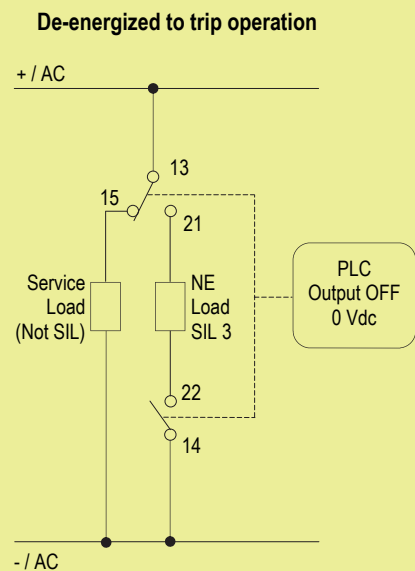 De-energized to trip operation
+ / AC
13
15
21
Service
Load
(Not SIL)
NE
Load
SIL 3
PLC
Output OFF
0 Vdc
22
14
- / AC